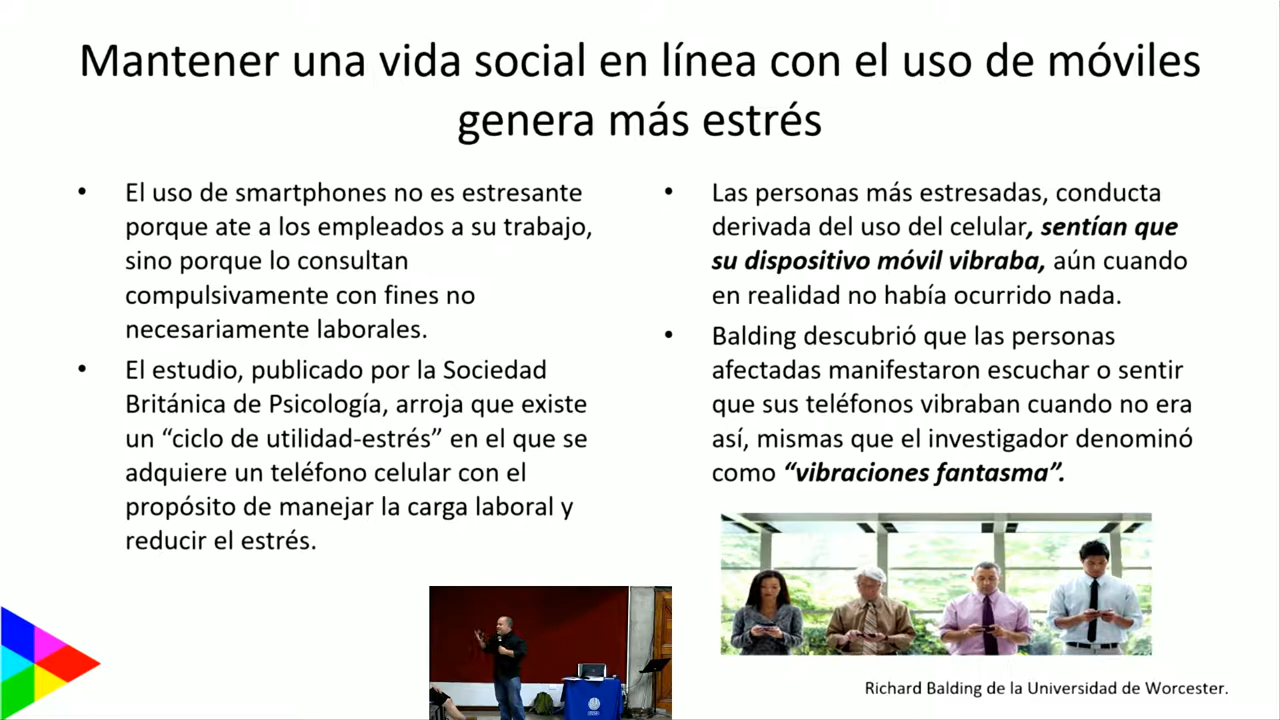 Mantener una vida social en línea con el uso de móviles
genera más estrés
• El uso de smartphones no es estresante
porque ate a los empleados a su trabajo,
sino porque lo consultan
compulsivamente con fines no
necesariamente laborales.
• El estudio, publicado por la Sociedad
Británica de Psicología, arroja que existe
un “ciclo de utilidad-estrés” en el que se
adquiere un teléfono celular con el
propósito de manejar la carga laboral y
reducir el estrés.
• Las personas más estresadas, conducta
derivada del uso del celular, sentían que
su dispositivo móvil vibraba, aún cuando
en realidad no había ocurrido nada.
• Balding descubrió que las personas
afectadas manifestaron escuchar o sentir
que sus teléfonos vibraban cuando no era
así, mismas que el investigador denominó
como “vibraciones fantasma”.
Richard Balding de la Universidad de Worcester.